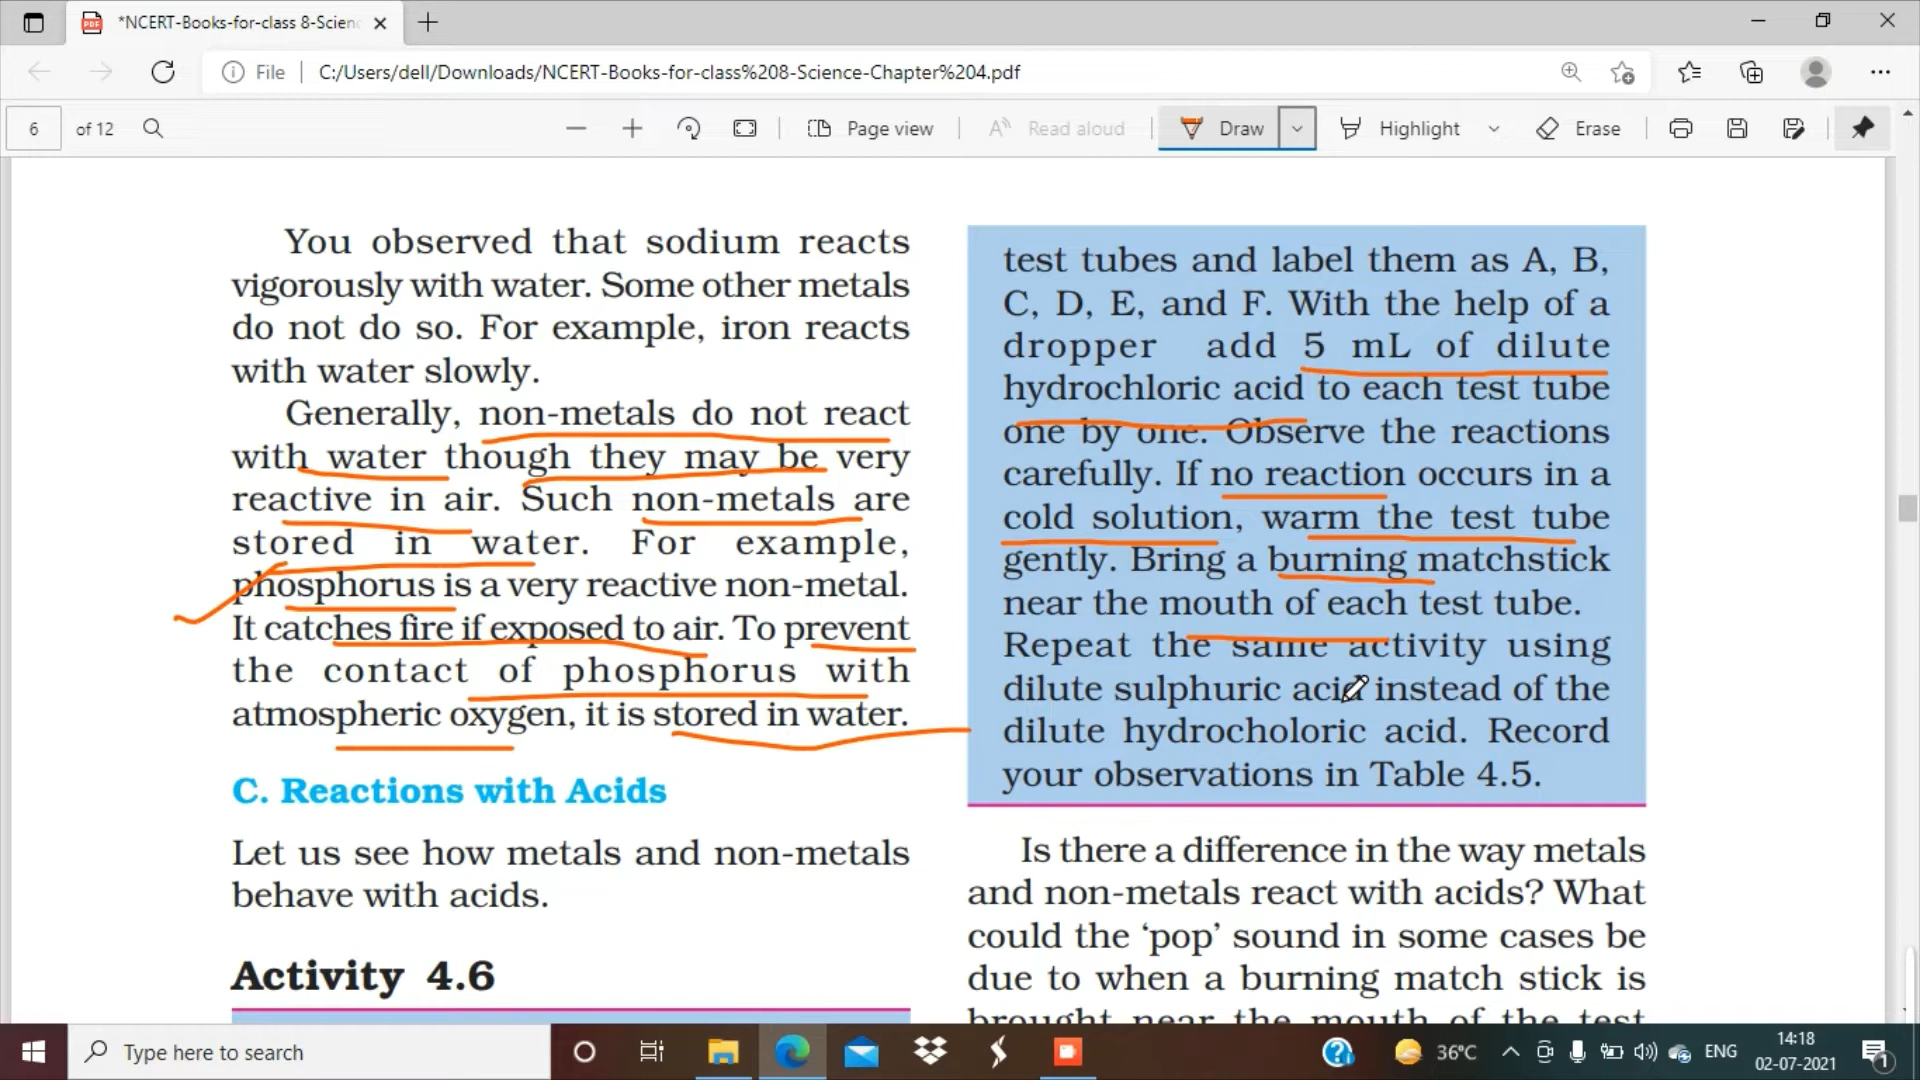 *NCERT-Books-for-class 8-Scien
File
C:/Users/dell/Downloads/NCERT-Books-for-class%208-Science-Chapter%204.pdf
6 of 12
Page view
Read aloud
Draw
Highlight
Erase
You observed that sodium reacts
vigorously with water. Some other metals
do not do so. For example, iron reacts
with water slowly.
Generally, non-metals do not react
with water though they may be very
reactive in air. Such non-metals are
stored in water. For example,
phosphorus is a very reactive non-metal.
It catches fire if exposed to air. To prevent
the contact of phosphorus with
atmospheric oxygen, it is stored in water.
C. Reactions with Acids
Let us see how metals and non-metals
behave with acids.
Activity 4.6
test tubes and label them as A, B,
C, D, E, and F. With the help of a
dropper add 5 mL of dilute
hydrochloric acid to each test tube
one by one. Observe the reactions
carefully. If no reaction occurs in a
cold solution, warm the test tube
gently. Bring a burning matchstick
near the mouth of each test tube.
Repeat the same activity using
dilute sulphuric acid instead of the
dilute hydrocholoric acid. Record
your observations in Table 4.5.
Is there a difference in the way metals
and non-metals react with acids? What
could the ‘pop’ sound in some cases be
due to when a burning match stick is
brought near the mouth of the test
Type here to search
36°C
ENG
14:18
02-07-2021
1